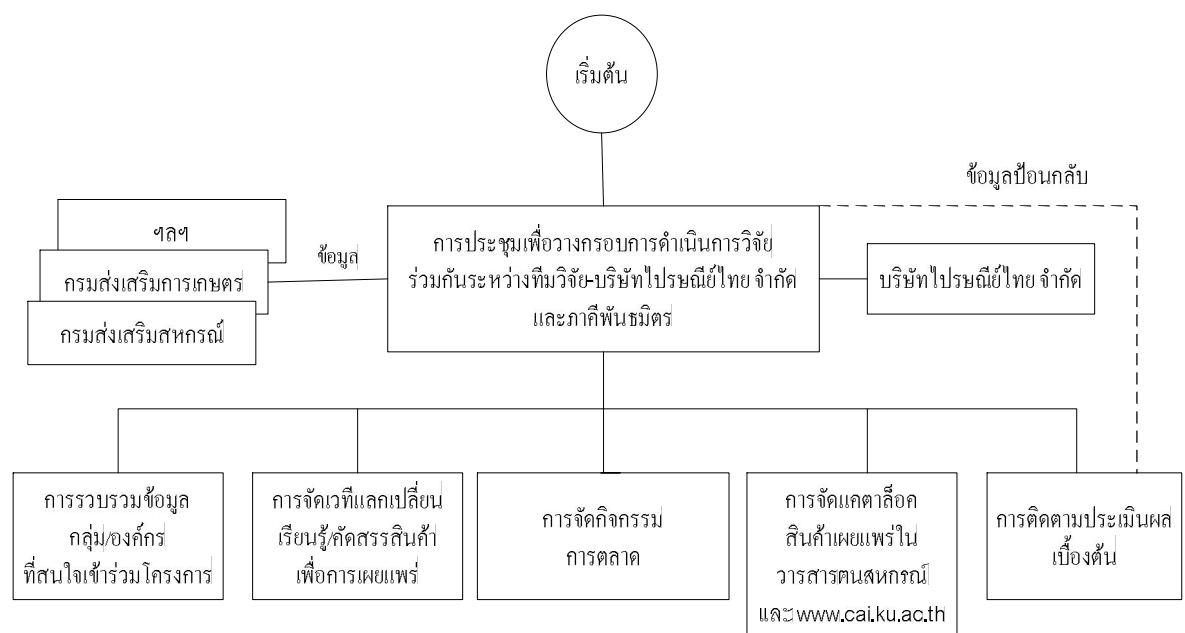 เริ่มต้น
ข้อมูลป้อนกลับ
ฯลฯ
กรมส่งเสริมการเกษตร
กรมส่งเสริมสหกรณ์
ข้อมูล
การประชุมเพื่อวางกรอบการดำเนินการวิจัย
ร่วมกันระหว่างทีมวิจัย-บริษัทไปรษณีย์ไทย จำกัด
และภาคีพันธมิตร
บริษัทไปรษณีย์ไทย จำกัด
การรวบรวมข้อมูล
กลุ่ม/องค์กร
ที่สนใจเข้าร่วมโครงการ
การจัดเวทีแลกเปลี่ยน
เรียนรู้/คัดสรรสินค้า
เพื่อการเผยแพร่
การจัดกิจกรรม
การตลาด
การจัดแคตาล็อค
สินค้าเผยแพร่ใน
วารสารฅนสหกรณ์
และ www.cai.ku.ac.th
การติดตามประเมินผล
เบื้องต้น